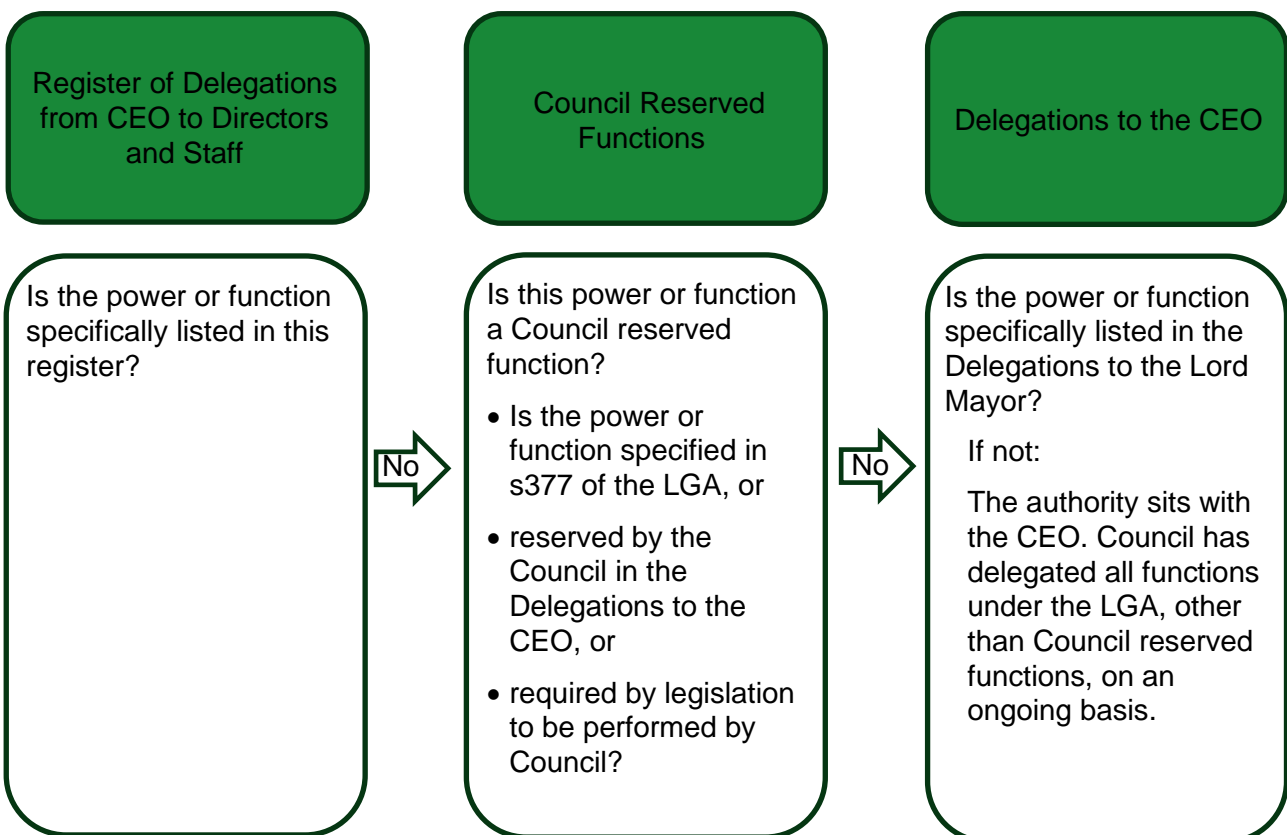 Register of Delegations
from CEO to Directors
and Staff
Council Reserved
Functions
Delegations to the CEO
Is the power or function
specifically listed in this
register?
No
Is this power or function
a Council reserved
function?
• Is the power or
function specified in
s377 of the LGA, or
• reserved by the
Council in the
Delegations to the
CEO, or
• required by legislation
to be performed by
Council?
No
Is the power or function
specifically listed in the
Delegations to the Lord
Mayor?
If not:
The authority sits with
the CEO. Council has
delegated all functions
under the LGA, other
than Council reserved
functions, on an
ongoing basis.